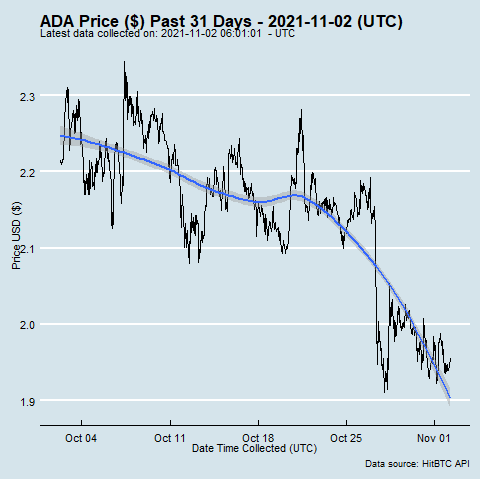 ADA Price ($) Past 31 Days - 2021-11-02 (UTC)
Latest data collected on: 2021-11-02 06:01:01 - UTC
Price USD ($)
2.3
2.2
2.1
2.0
1.9
Oct 04
Oct 11
Oct 18
Oct 25
Nov 01
Date Time Collected (UTC)
Data source: HitBTC API